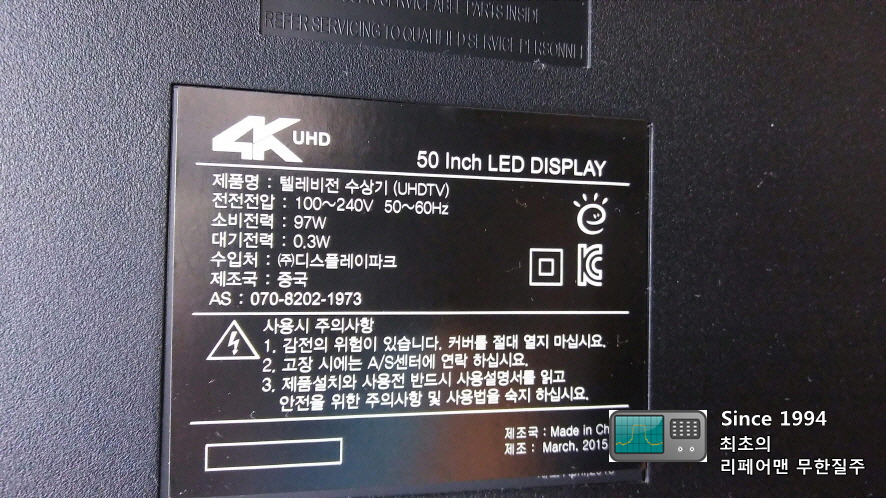 SERVICEABLE PARTS INSIDE
REFER SERVICING TO QUALIFIED SERVICE PERSONNEL
4K UHD
50 Inch LED DISPLAY
제품명 : 텔레비전 수상기 (UHDTV)
전전전압 : 100~240V 50~60Hz
소비전력 : 97W
대기전력 : 0.3W
수입처 : ㈜디스플레이파크
제조국 : 중국
AS : 070-8202-1973
사용시 주의사항
1. 감전의 위험이 있습니다. 커버를 절대 열지 마십시요.
2. 고장 시에는 A/S센터에 연락 하십시요.
3. 제품설치와 사용전 반드시 사용설명서를 읽고
안전을 위한 주의사항 및 사용법을 숙지 하십시요.
제조국 : Made in Ch
제조 : March, 2015
Since 1994
최초의
리페어맨 무한질주